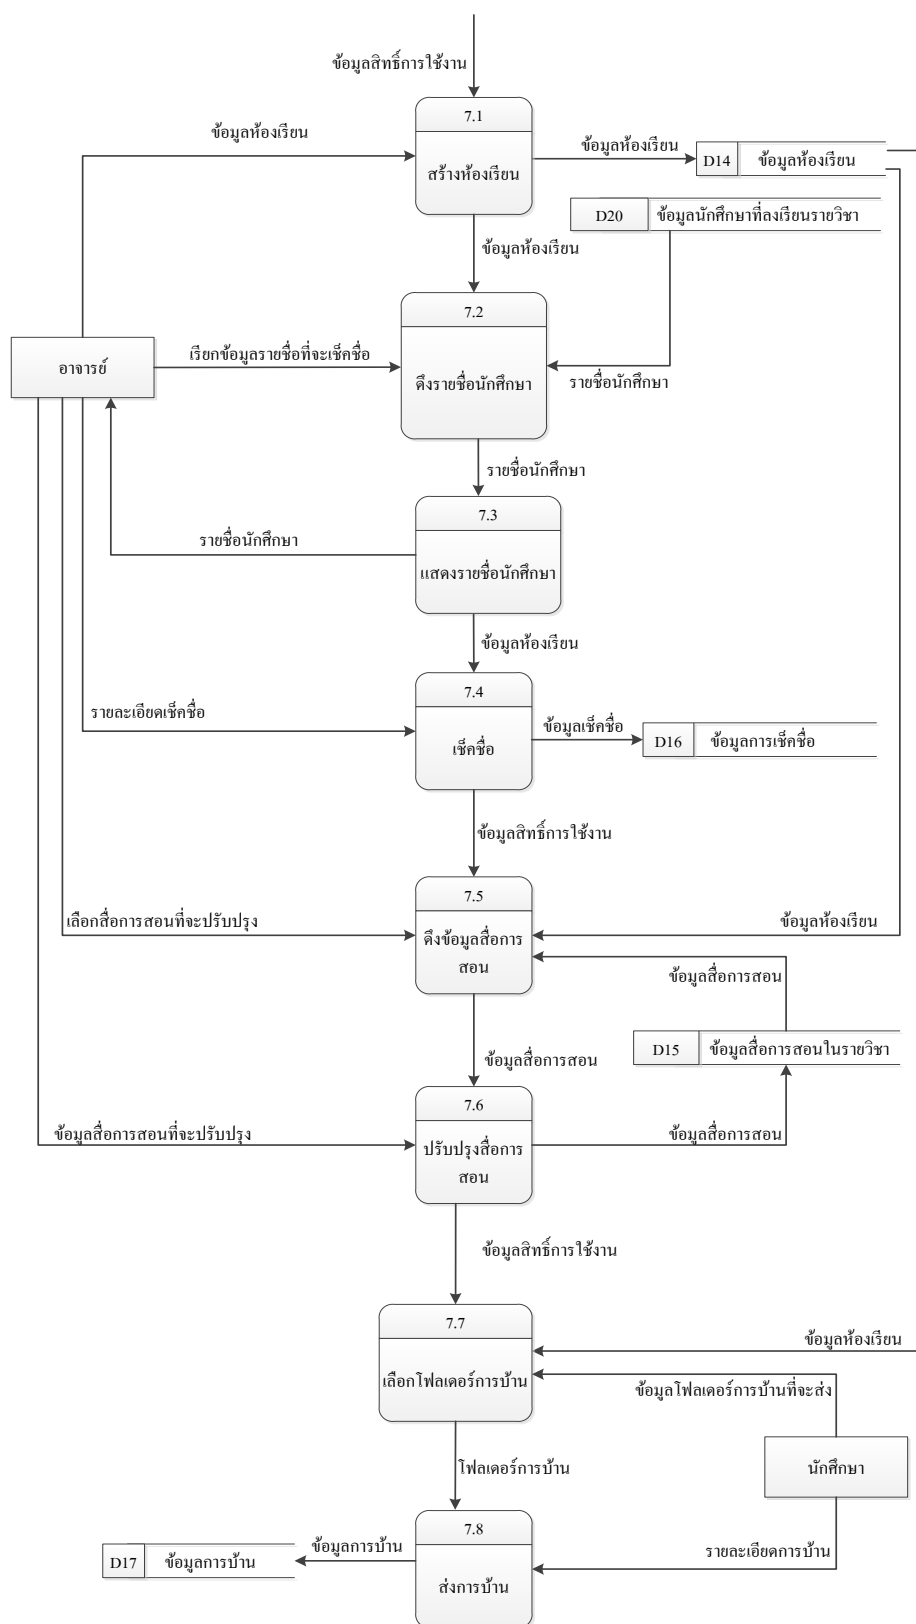 ข้อมูลสิทธิ์การใช้งาน
7.1
ข้อมูลห้องเรียน
สร้างห้องเรียน
ข้อมูลห้องเรียน
D14
ข้อมูลห้องเรียน
D20
ข้อมูลนักศึกษาที่ลงเรียนรายวิชา
ข้อมูลห้องเรียน
7.2
อาจารย์
เรียกข้อมูลรายชื่อที่จะเช็คชื่อ
ดึงรายชื่อนักศึกษา
รายชื่อนักศึกษา
รายชื่อนักศึกษา
7.3
รายชื่อนักศึกษา
แสดงรายชื่อนักศึกษา
ข้อมูลห้องเรียน
7.4
รายละเอียดเช็คชื่อ
เช็คชื่อ
ข้อมูลเช็คชื่อ
D16
ข้อมูลการเช็คชื่อ
ข้อมูลสิทธิ์การใช้งาน
7.5
เลือกสื่อการสอนที่จะปรับปรุง
ดึงข้อมูลสื่อการ
สอน
ข้อมูลห้องเรียน
ข้อมูลสื่อการสอน
D15
ข้อมูลสื่อการสอนในรายวิชา
ข้อมูลสื่อการสอน
7.6
ข้อมูลสื่อการสอนที่จะปรับปรุง
ปรับปรุงสื่อการ
สอน
ข้อมูลสื่อการสอน
ข้อมูลสิทธิ์การใช้งาน
7.7
ข้อมูลห้องเรียน
เลือกโฟลเดอร์การบ้าน
ข้อมูลโฟลเดอร์การบ้านที่จะส่ง
นักศึกษา
โฟลเดอร์การบ้าน
7.8
D17
ข้อมูลการบ้าน
ข้อมูลการบ้าน
ส่งการบ้าน
รายละเอียดการบ้าน